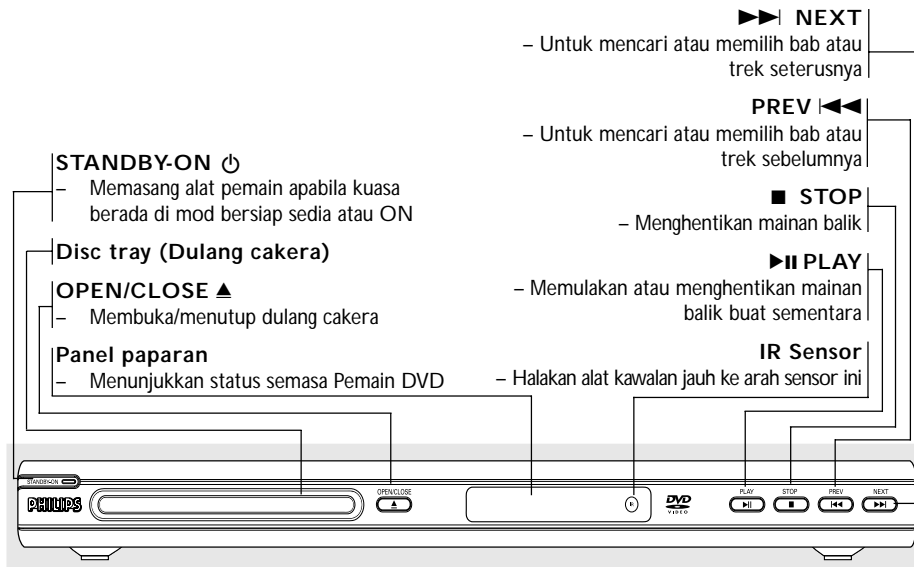 ►►| NEXT
– Untuk mencari atau memilih bab atau
trek seterusnya
PREV |◄◄
– Untuk mencari atau memilih bab atau
trek sebelumnya
STANDBY-ON ⏻
– Memasang alat pemain apabila kuasa
berada di mod bersiap sedia atau ON
■ STOP
– Menghentikan mainan balik
Disc tray (Dulang cakera)
►II PLAY
– Memulakan atau menghentikan mainan
balik buat sementara
OPEN/CLOSE ▲
– Membuka/menutup dulang cakera
Panel paparan
– Menunjukkan status semasa Pemain DVD
IR Sensor
– Halakan alat kawalan jauh ke arah sensor ini
STANDBY-ON
PHILIPS
OPEN/CLOSE
▲
IR
DVD
VIDEO
PLAY STOP PREV NEXT
►II ■ |◄◄ ►►|